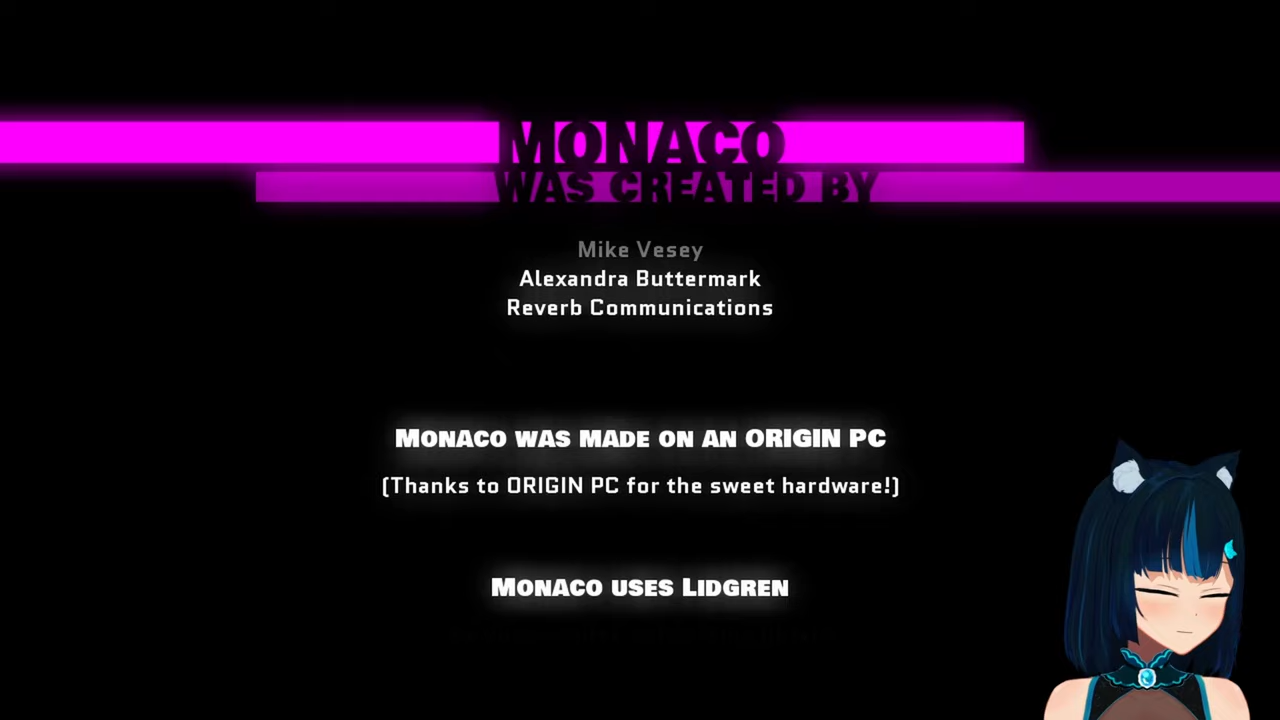 MONACO
WAS CREATED BY
Mike Vesey
Alexandra Buttermark
Reverb Communications
MONACO WAS MADE ON AN ORIGIN PC
(Thanks to ORIGIN PC for the sweet hardware!)
MONACO USES LIDGREN